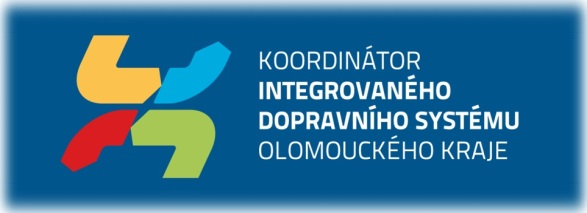 KOORDINÁTOR
INTEGROVANÉHO
DOPRAVNÍHO SYSTÉMU
OLOMOUCKÉHO KRAJE